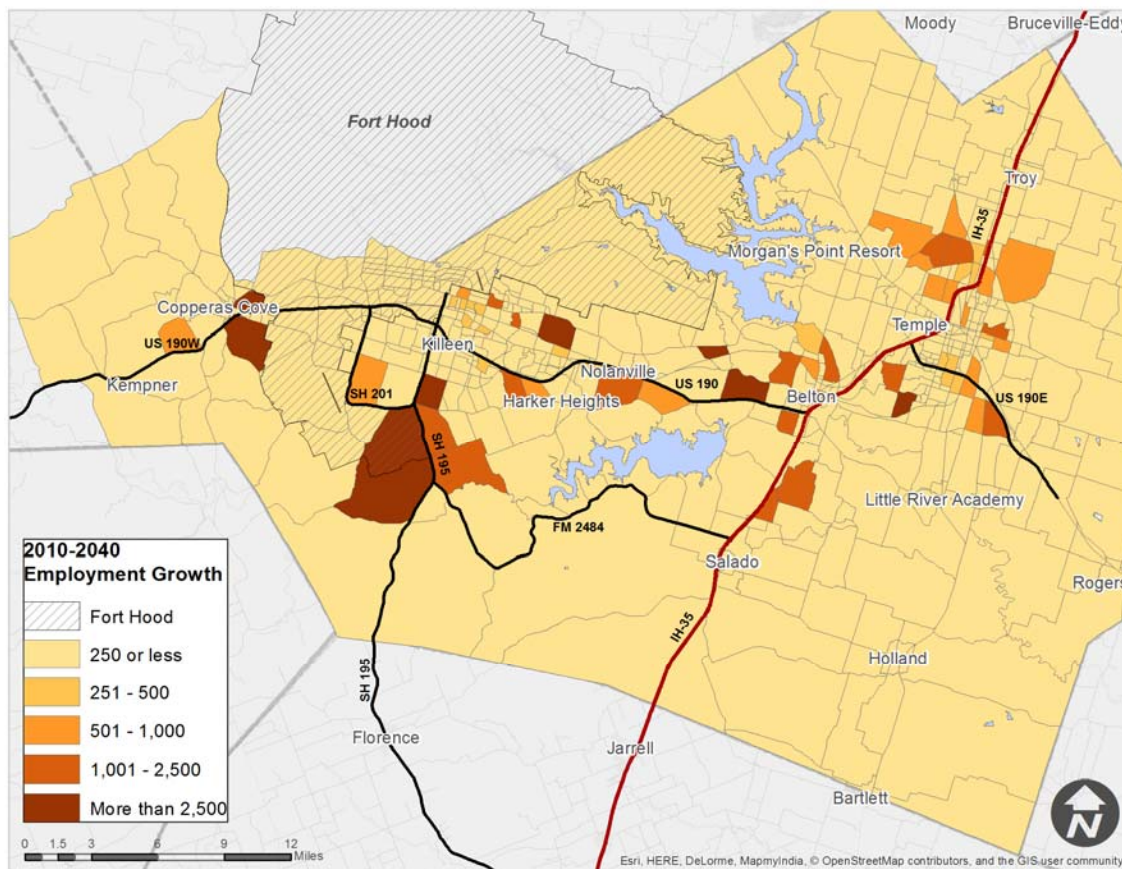 Moody
Bruceville-Eddy
Fort Hood
Troy
IH-35
Morgan's Point Resort
Copperas Cove
US 190W
Kempner
Killeen
Temple
SH 201
Nolanville
US 190
Harker Heights
Belton
US 190E
SH 195
Little River Academy
FM 2484
Salado
Rogers
IH-35
Holland
SH 195
Florence
Jarrell
Bartlett
2010-2040
Employment Growth
Fort Hood
250 or less
251 - 500
501 - 1,000
1,001 - 2,500
More than 2,500
0 1.5 3 6 9 12
Miles
N
Esri, HERE, DeLorme, MapmyIndia, © OpenStreetMap contributors, and the GIS user community